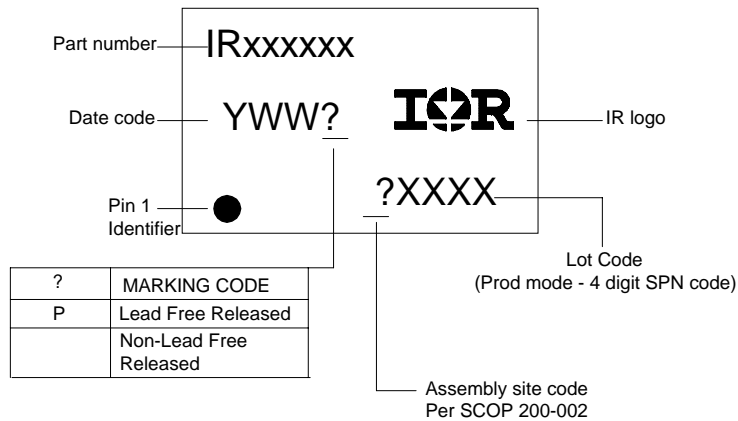 Part number
IRxxxxxx
Date code
YWW?
IOR
IR logo
Pin 1
Identifier
?XXXX
Lot Code
(Prod mode - 4 digit SPN code)
? MARKING CODE
P Lead Free Released
Non-Lead Free
Released
Assembly site code
Per SCOP 200-002